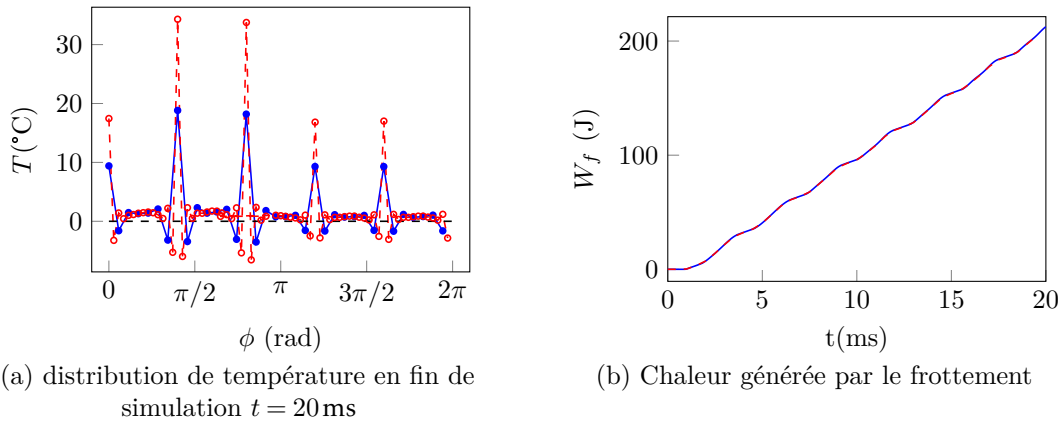 30
20
10
0
T(°C)
0
π/2
π
3π/2
2π
ϕ (rad)
(a) distribution de température en fin de
simulation t = 20 ms
200
100
0
W_f (J)
0
5
10
15
20
t(ms)
(b) Chaleur générée par le frottement